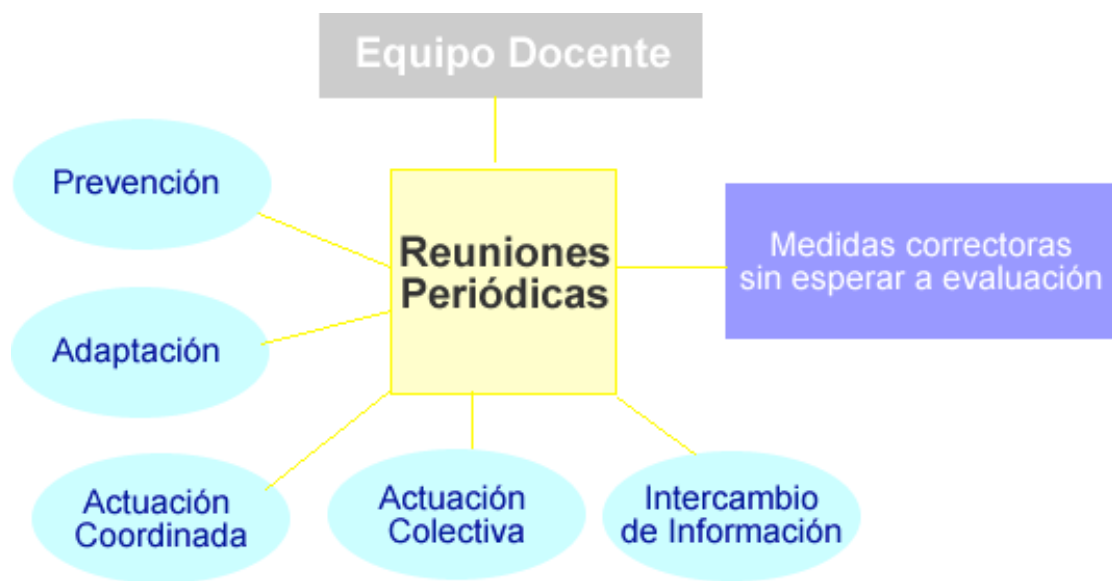 Equipo Docente
Prevención
Reuniones
Periódicas
Medidas correctoras
sin esperar a evaluación
Adaptación
Actuación
Coordinada
Actuación
Colectiva
Intercambio
de Información